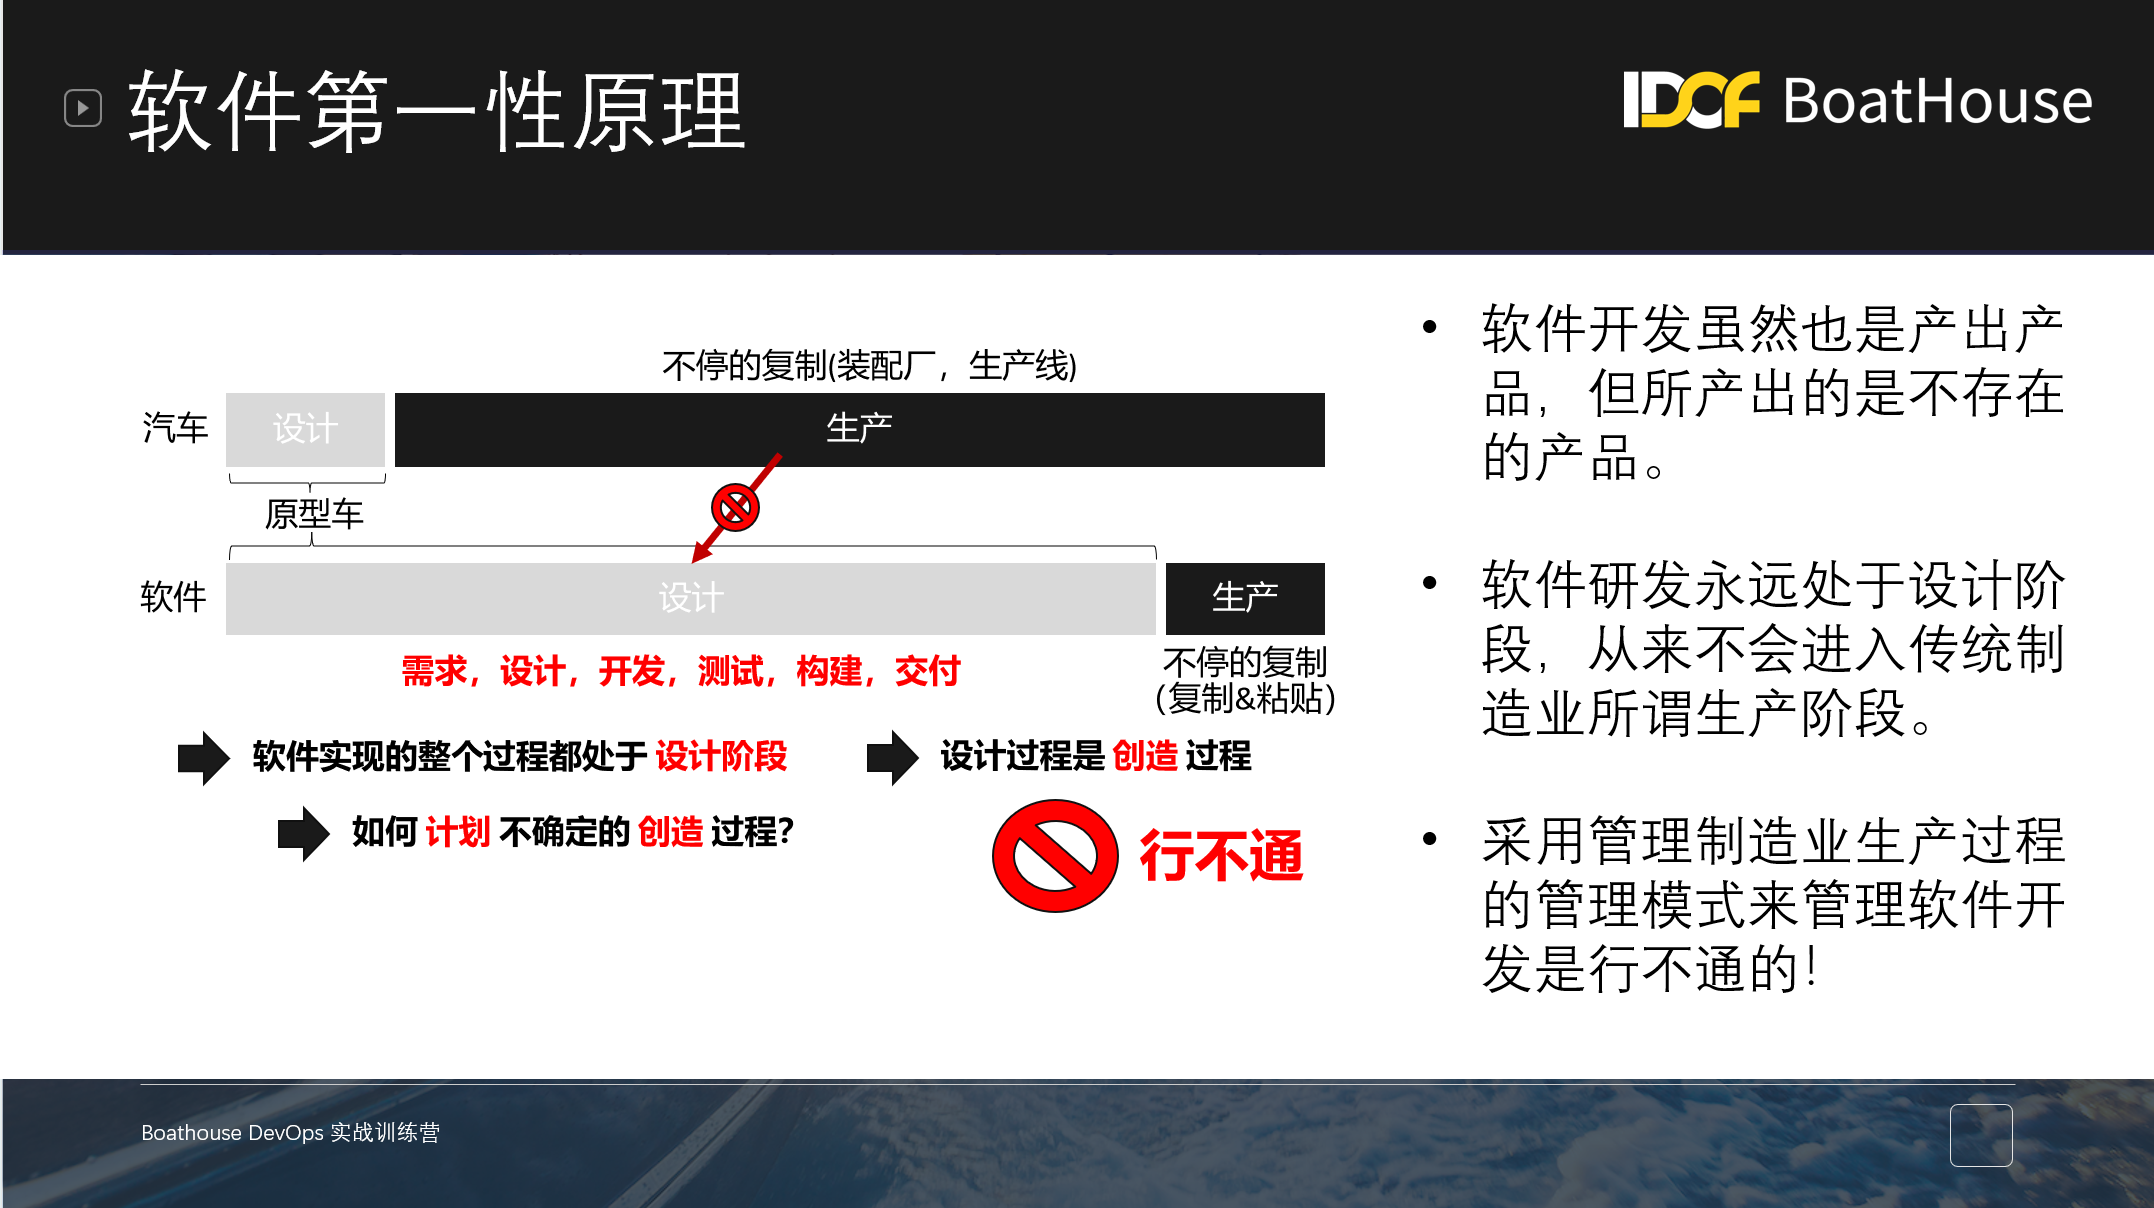 软件第一性原理
IDCF BoatHouse
不停的复制(装配厂，生产线)
汽车 设计 生产
原型车
软件 设计 生产
需求，设计，开发，测试，构建，交付
不停的复制
（复制&粘贴）
软件实现的整个过程都处于 设计阶段
设计过程是 创造 过程
如何 计划 不确定的 创造 过程?
行不通
• 软件开发虽然也是产出产
品，但所产出的是不存在
的产品。
• 软件研发永远处于设计阶
段，从来不会进入传统制
造业所谓生产阶段。
• 采用管理制造业生产过程
的管理模式来管理软件开
发是行不通的！
Boathouse DevOps 实战训练营